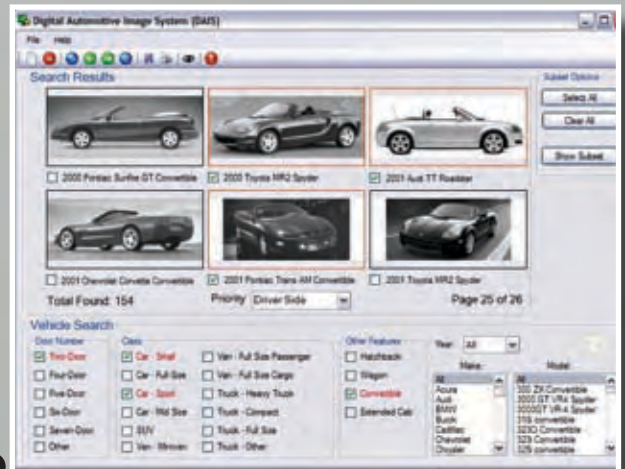 Digital Automotive Image System (DAIS)
File Help
Search Results
Subset Options
Select All
Clear All
Show Subset
2000 Pontiac Sunfire GT Convertible
2000 Toyota MR2 Spyder
2001 Audi TT Roadster
2001 Chevrolet Corvette Convertible
2001 Pontiac Trans AM Convertible
2001 Toyota MR2 Spyder
Total Found: 154
Priority Driver Side
Page 25 of 26
Vehicle Search
Door Number
Two-Door
Four-Door
Five-Door
Six-Door
Seven-Door
Other
Class
Car - Small
Car - Full Size
Car - Sport
Car - Mid Size
SUV
Van - Minivan
Van - Full Size Passenger
Van - Full Size Cargo
Truck - Heavy Truck
Truck - Compact
Truck - Full Size
Truck - Other
Other Features
Hatchback
Wagon
Convertible
Extended Cab
Year: All
Make:
All
Acura
Audi
BMW
Buick
Cadillac
Chevrolet
Chrysler
Model:
All
300 ZX Convertible
3000 GT VR4 Spyder
3000GT VR-4 Spyder
318i convertible
323Ci Convertible
323i Convertible
325i convertible